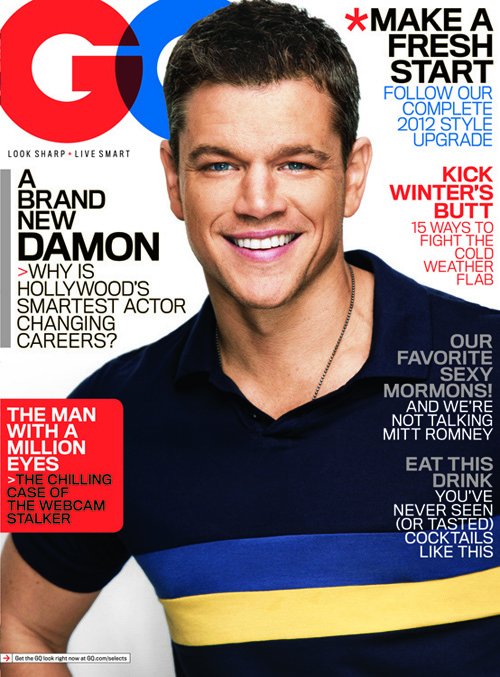 GQ
LOOK SHARP + LIVE SMART
*MAKE A
FRESH
START
FOLLOW OUR
COMPLETE
2012 STYLE
UPGRADE
A
BRAND
NEW
DAMON
>WHY IS
HOLLYWOOD'S
SMARTEST ACTOR
CHANGING
CAREERS?
KICK
WINTER'S
BUTT
15 WAYS TO
FIGHT THE
COLD
WEATHER
FLAB
OUR
FAVORITE
SEXY
MORMONS!
AND WE'RE
NOT TALKING
MITT ROMNEY
THE MAN
WITH A
MILLION
EYES
>THE CHILLING
CASE OF
THE WEBCAM
STALKER
EAT THIS
DRINK
YOU'VE
NEVER SEEN
(OR TASTED)
COCKTAILS
LIKE THIS
Get the GQ look right now at GQ.com/selects